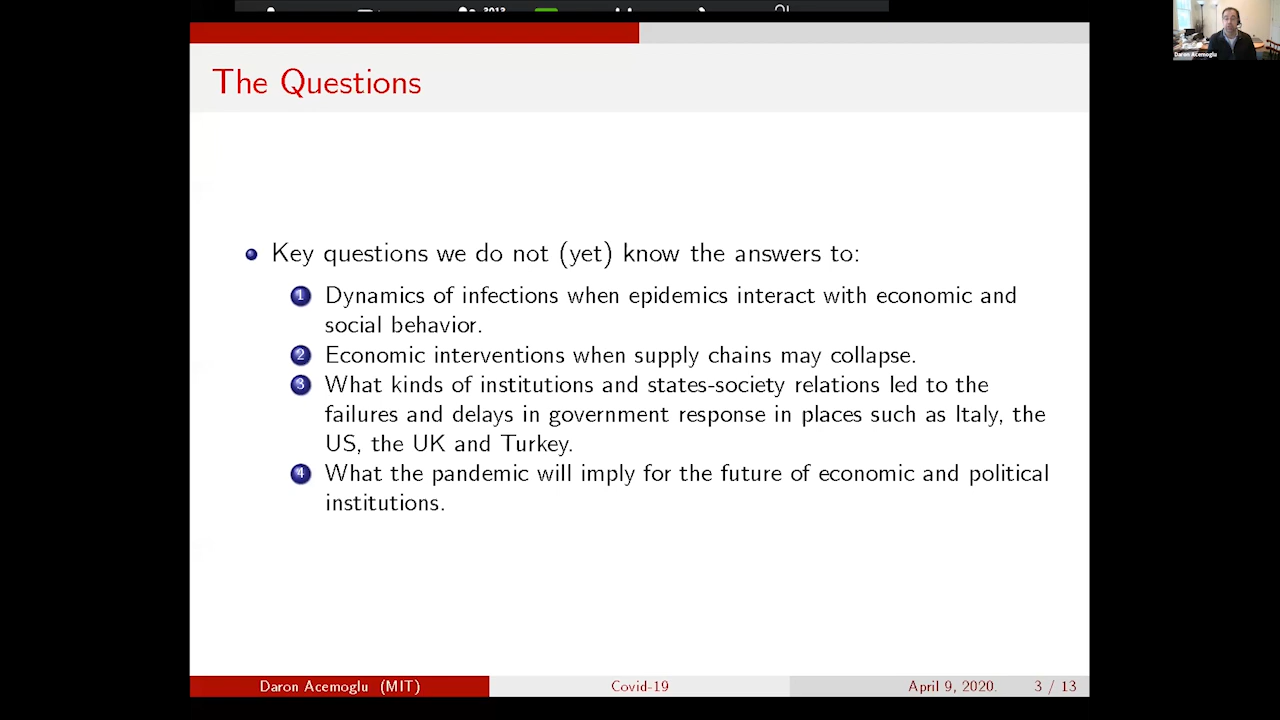 3013
Daron Acemoglu
The Questions
Key questions we do not (yet) know the answers to:
1 Dynamics of infections when epidemics interact with economic and
social behavior.
2 Economic interventions when supply chains may collapse.
3 What kinds of institutions and states-society relations led to the
failures and delays in government response in places such as Italy, the
US, the UK and Turkey.
4 What the pandemic will imply for the future of economic and political
institutions.
Daron Acemoglu (MIT) Covid-19 April 9, 2020. 3 / 13